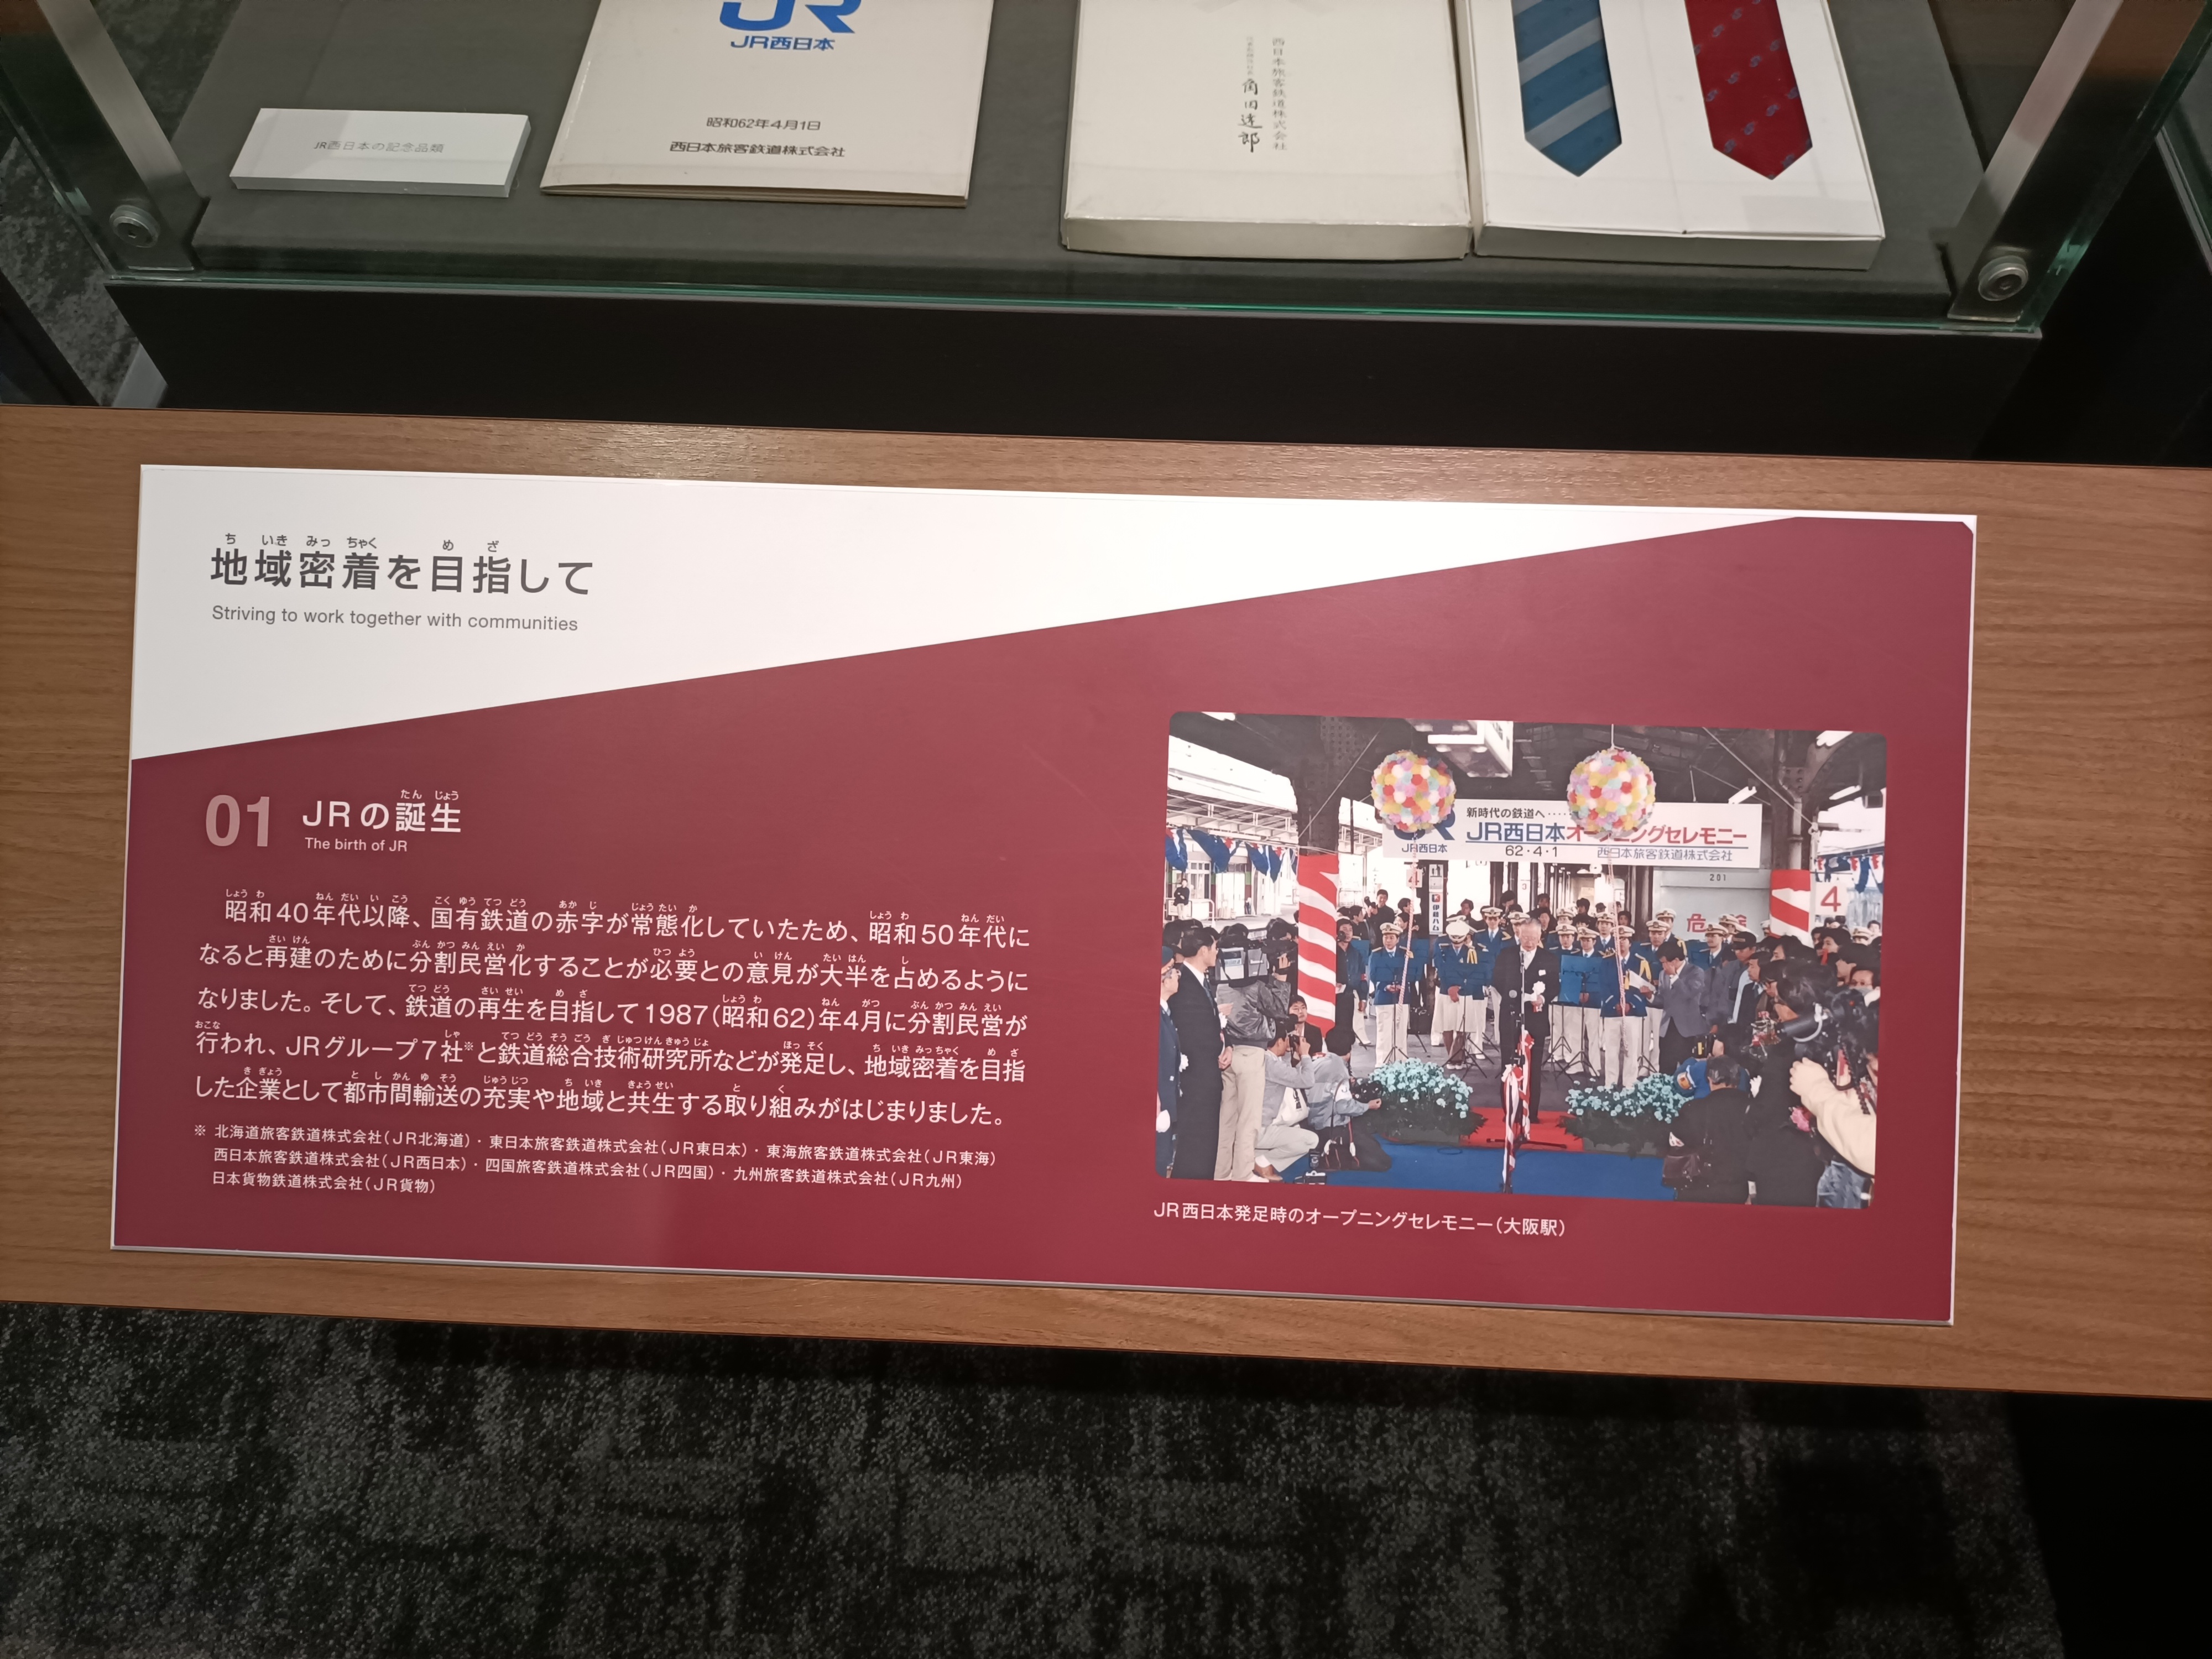 JR
JR西日本
昭和62年4月1日
西日本旅客鉄道株式会社
JR西日本の記念品類
西日本旅客鉄道株式会社
角田達郎
地域密着を目指して
ち いき みっ ちゃく め ざ
Striving to work together with communities
01 JRの誕生
たん じょう
The birth of JR
昭和40年代以降、国有鉄道の赤字が常態化していたため、昭和50年代に
なると再建のために分割民営化することが必要との意見が大半を占めるように
なりました。そして、鉄道の再生を目指して1987(昭和62)年4月に分割民営が
行われ、JRグループ7社※と鉄道総合技術研究所などが発足し、地域密着を目指
した企業として都市間輸送の充実や地域と共生する取り組みがはじまりました。
※ 北海道旅客鉄道株式会社(JR北海道)・東日本旅客鉄道株式会社(JR東日本)・東海旅客鉄道株式会社(JR東海)
西日本旅客鉄道株式会社(JR西日本)・四国旅客鉄道株式会社(JR四国)・九州旅客鉄道株式会社(JR九州)
日本貨物鉄道株式会社(JR貨物)
新時代の鉄道へ‥‥
JR西日本オープニングセレモニー
JR西日本 62・4・1 西日本旅客鉄道株式会社
201
4
4
JR西日本発足時のオープニングセレモニー(大阪駅)